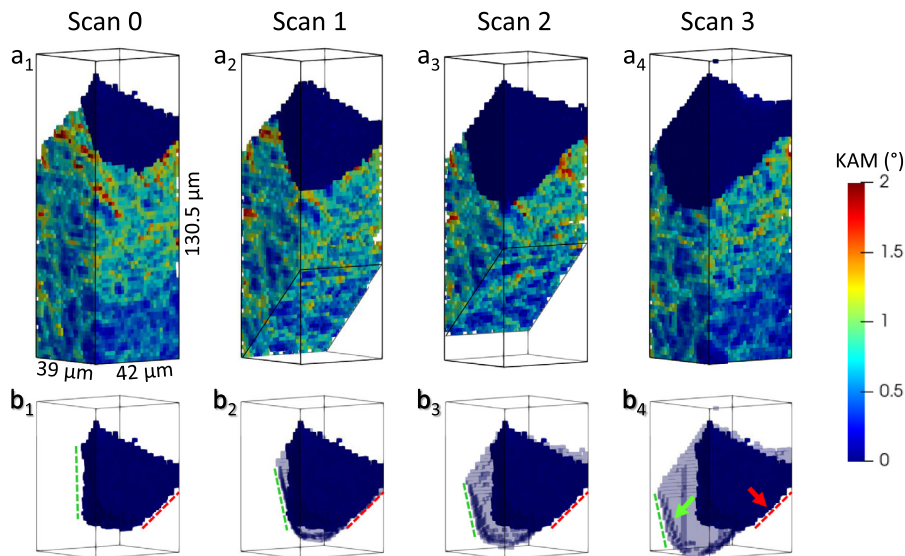 Scan 0 Scan 1 Scan 2 Scan 3
a1 a2 a3 a4
130.5 µm
39 µm 42 µm
KAM (°)
2
1.5
1
0.5
0
b1 b2 b3 b4